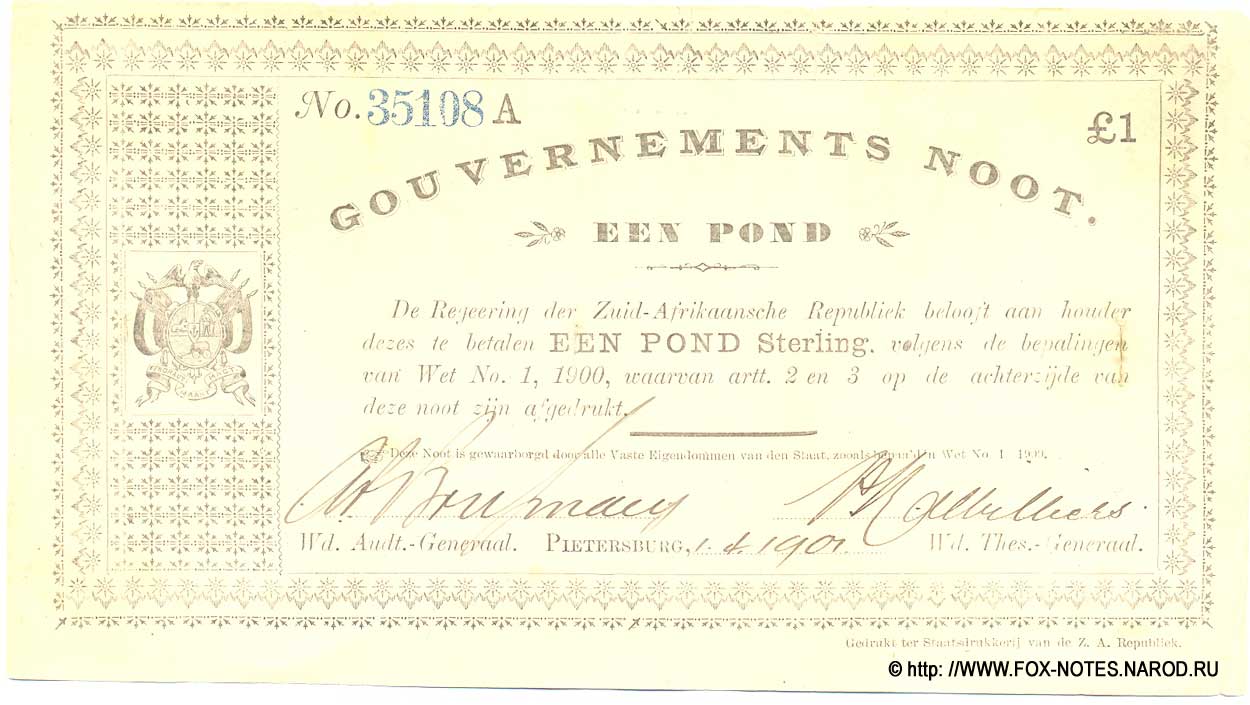 No. 35108 A
£1
GOUVERNEMENTS NOOT.
EEN POND
De Regeering der Zuid-Afrikaansche Republiek belooft aan houder
dezes te betalen EEN POND Sterling. volgens de bepalingen
van Wet No. 1, 1900, waarvan artt. 2 en 3 op de achterzijde van
deze noot zijn afgedrukt.
Deze Noot is gewaarborgd door alle Vaste Eigendommen van den Staat, zooals bepaald in Wet No 1 1900.
Wd. Audt.-Generaal. PIETERSBURG, 1.4.1901. Wd. Thes.-Generaal.
Gedrukt ter Staatsdrukkerij van de Z. A. Republiek.
© http: //WWW.FOX-NOTES.NAROD.RU